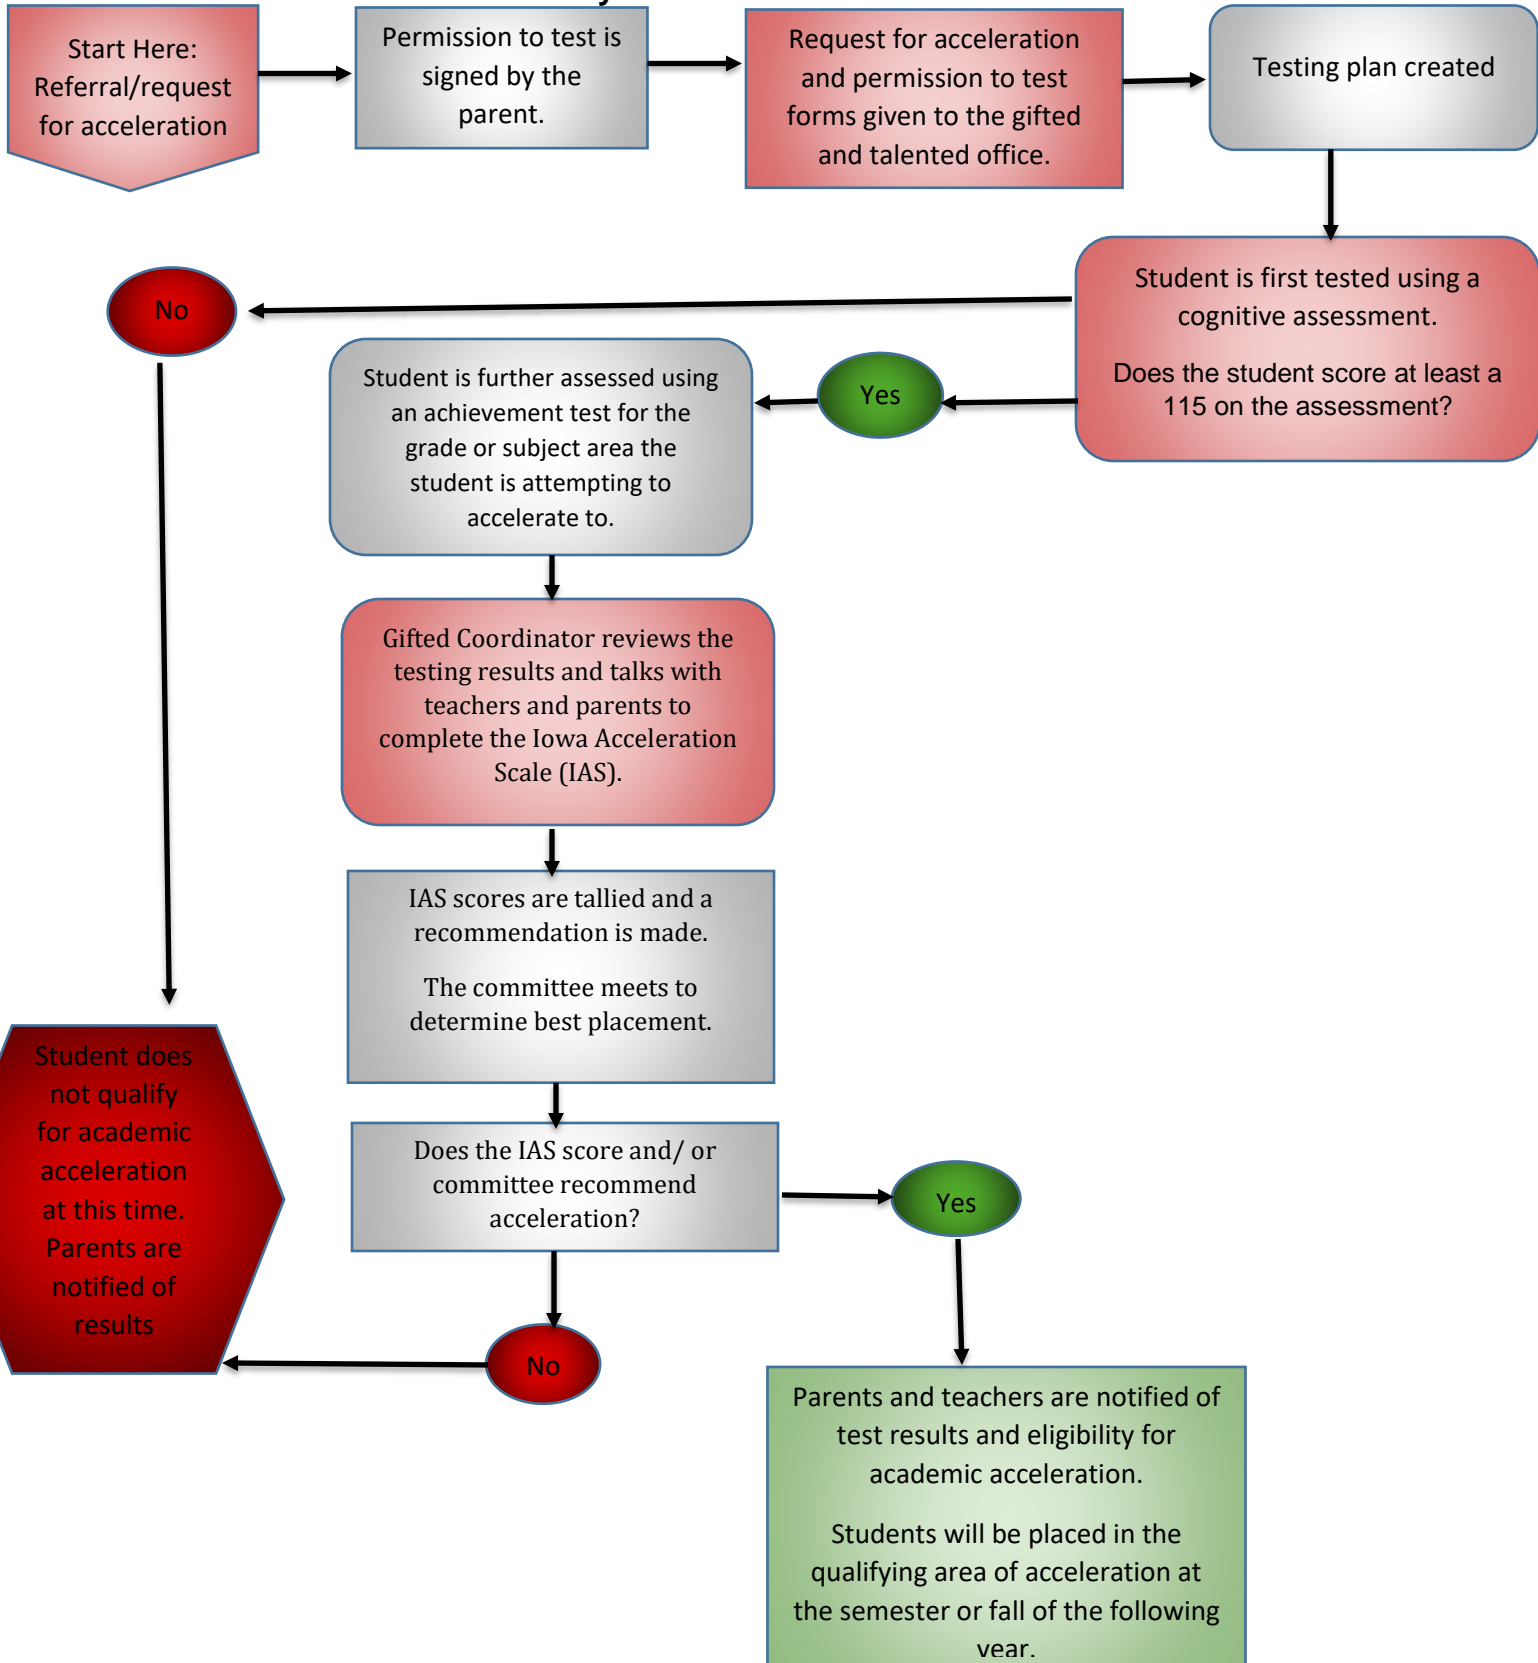 Start Here:
Referral/request
for acceleration
Permission to test is
signed by the
parent.
Request for acceleration
and permission to test
forms given to the gifted
and talented office.
Testing plan created
Student is first tested using a
cognitive assessment.
Does the student score at least a
115 on the assessment?
No
Yes
Student is further assessed using
an achievement test for the
grade or subject area the
student is attempting to
accelerate to.
Gifted Coordinator reviews the
testing results and talks with
teachers and parents to
complete the Iowa Acceleration
Scale (IAS).
IAS scores are tallied and a
recommendation is made.
The committee meets to
determine best placement.
Student does
not qualify
for academic
acceleration
at this time.
Parents are
notified of
results
Does the IAS score and/ or
committee recommend
acceleration?
Yes
No
Parents and teachers are notified of
test results and eligibility for
academic acceleration.
Students will be placed in the
qualifying area of acceleration at
the semester or fall of the following
year.